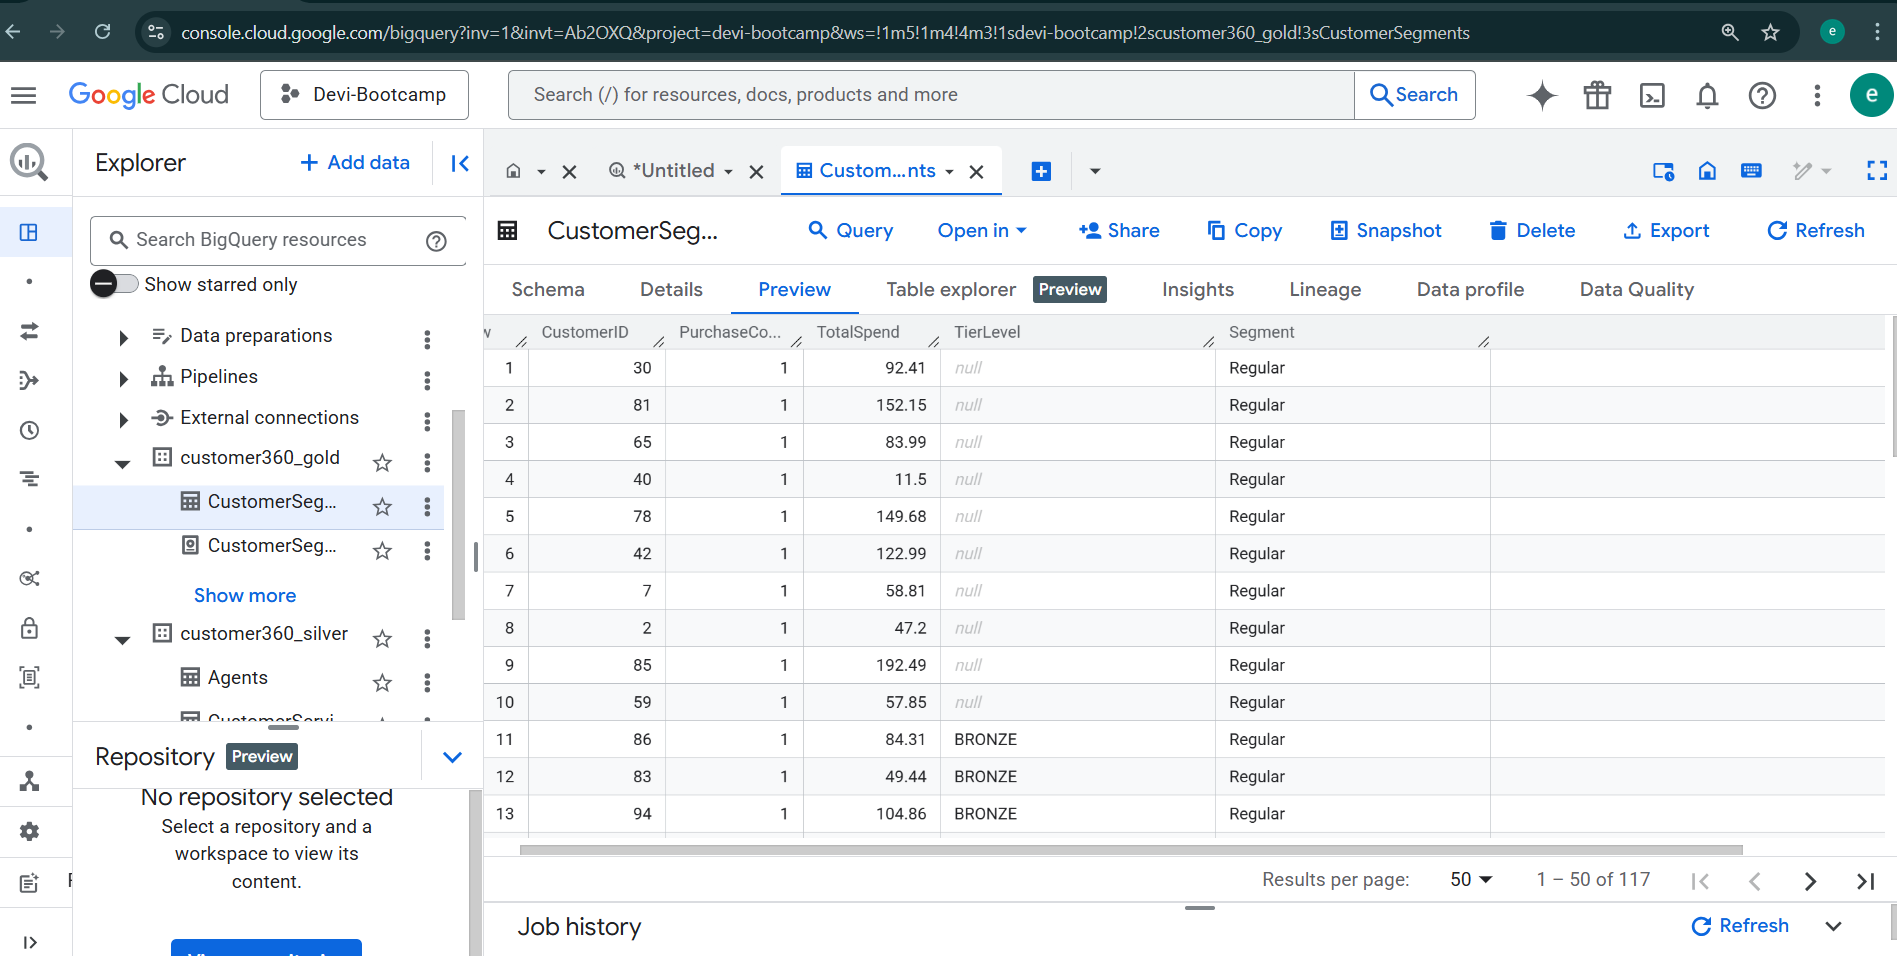 console.cloud.google.com/bigquery?inv=1&invt=Ab2OXQ&project=devi-bootcamp&ws=!1m5!1m4!4m3!1sdevi-bootcamp!2scustomer360_gold!3sCustomerSegments
e
Google Cloud
Devi-Bootcamp
Search (/) for resources, docs, products and more
Search
e
Explorer
+ Add data
*Untitled
Custom...nts
Search BigQuery resources
Show starred only
Data preparations
Pipelines
External connections
customer360_gold
CustomerSeg...
CustomerSeg...
Show more
customer360_silver
Agents
CustomerServi
Repository Preview
No repository selected
Select a repository and a
workspace to view its
content.
CustomerSeg...
Query
Open in
Share
Copy
Snapshot
Delete
Export
Refresh
Schema Details Preview Table explorer Preview Insights Lineage Data profile Data Quality
w CustomerID PurchaseCo... TotalSpend TierLevel Segment
1 30 1 92.41 null Regular
2 81 1 152.15 null Regular
3 65 1 83.99 null Regular
4 40 1 11.5 null Regular
5 78 1 149.68 null Regular
6 42 1 122.99 null Regular
7 7 1 58.81 null Regular
8 2 1 47.2 null Regular
9 85 1 192.49 null Regular
10 59 1 57.85 null Regular
11 86 1 84.31 BRONZE Regular
12 83 1 49.44 BRONZE Regular
13 94 1 104.86 BRONZE Regular
Results per page: 50 1 – 50 of 117
Job history
Refresh